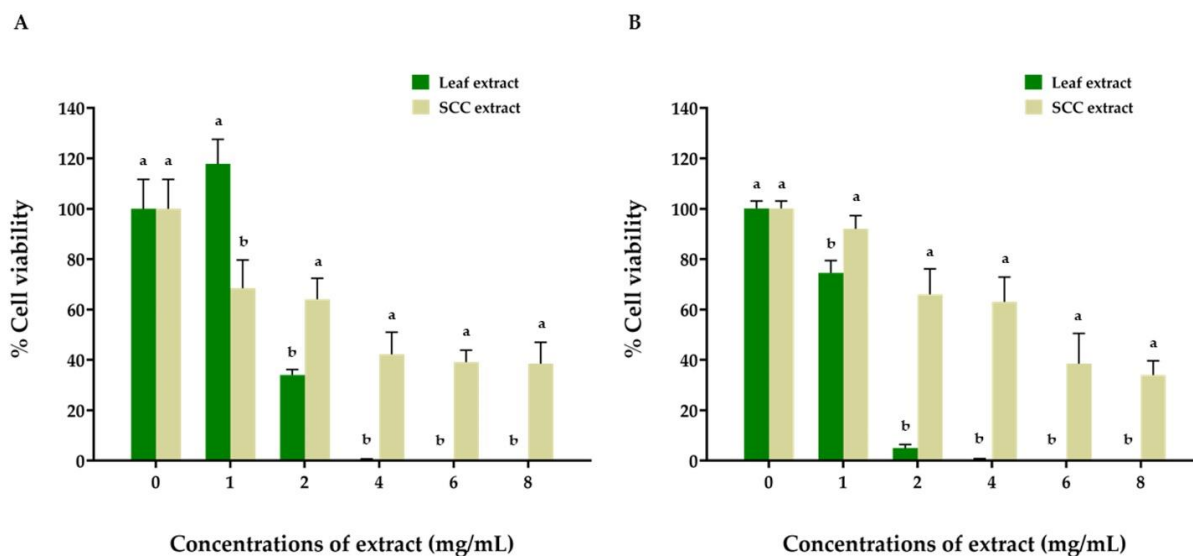 A
Leaf extract
SCC extract
% Cell viability
140
120
100
80
60
40
20
0
a a
a
b
b
a
b
a
b
a
b
a
0 1 2 4 6 8
Concentrations of extract (mg/mL)
B
Leaf extract
SCC extract
% Cell viability
140
120
100
80
60
40
20
0
a a
b
a
b
a
b
a
b
a
b
a
0 1 2 4 6 8
Concentrations of extract (mg/mL)